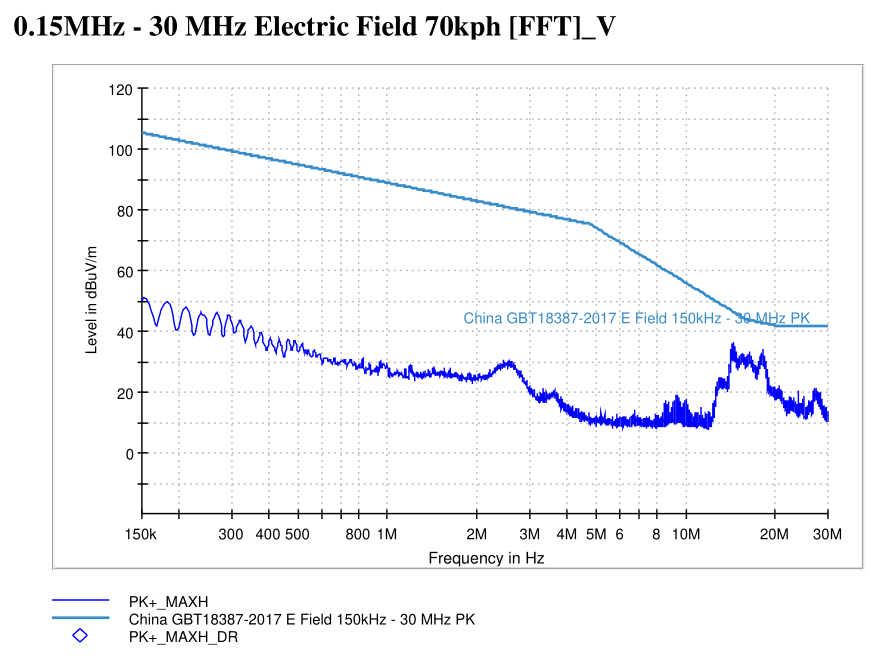 0.15MHz - 30 MHz Electric Field 70kph [FFT]_V
120
100
80
60
40
20
0
Level in dBuV/m
China GBT18387-2017 E Field 150kHz - 30 MHz PK
150k 300 400 500 800 1M 2M 3M 4M 5M 6 8 10M 20M 30M
Frequency in Hz
PK+_MAXH
China GBT18387-2017 E Field 150kHz - 30 MHz PK
PK+_MAXH_DR